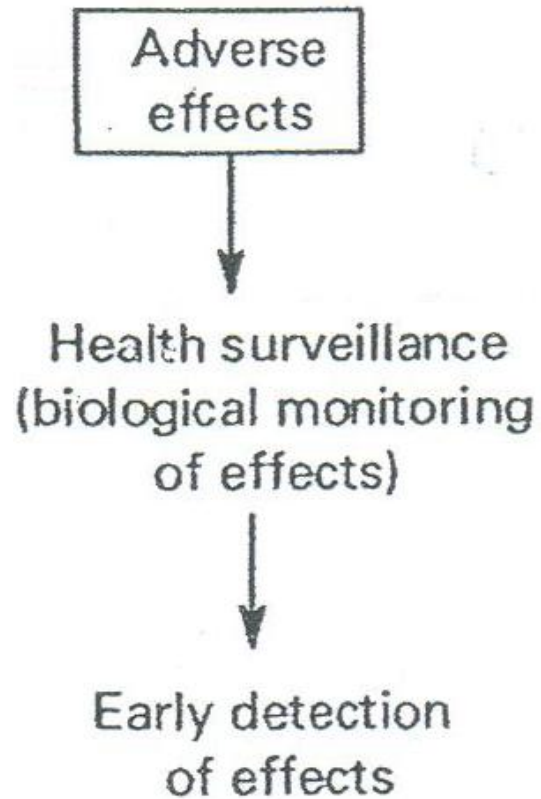 Adverse
effects
Health surveillance
(biological monitoring
of effects)
Early detection
of effects